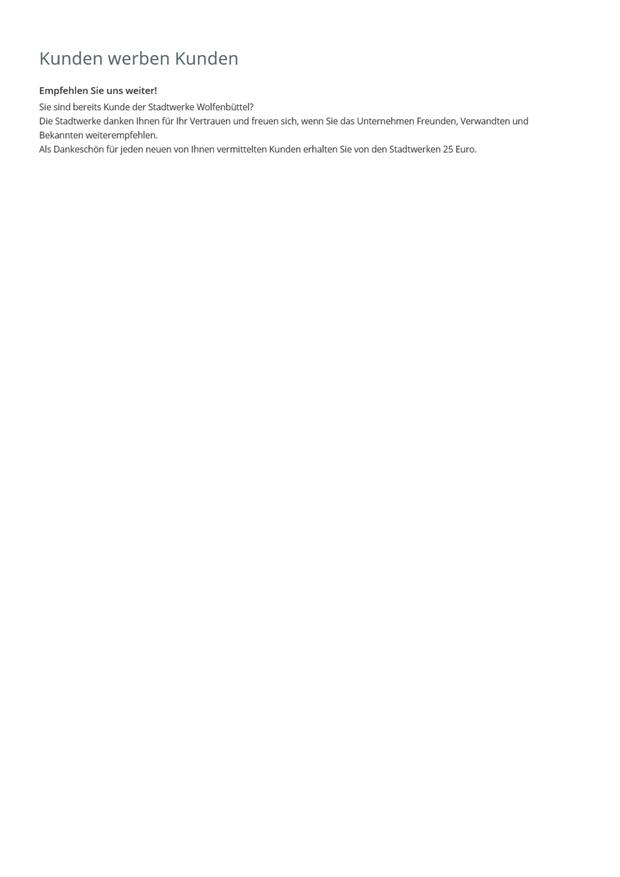 Kunden werben Kunden
Empfehlen Sie uns weiter!
Sie sind bereits Kunde der Stadtwerke Wolfenbüttel?
Die Stadtwerke danken Ihnen für Ihr Vertrauen und freuen sich, wenn Sie das Unternehmen Freunden, Verwandten und
Bekannten weiterempfehlen.
Als Dankeschön für jeden neuen von Ihnen vermittelten Kunden erhalten Sie von den Stadtwerken 25 Euro.